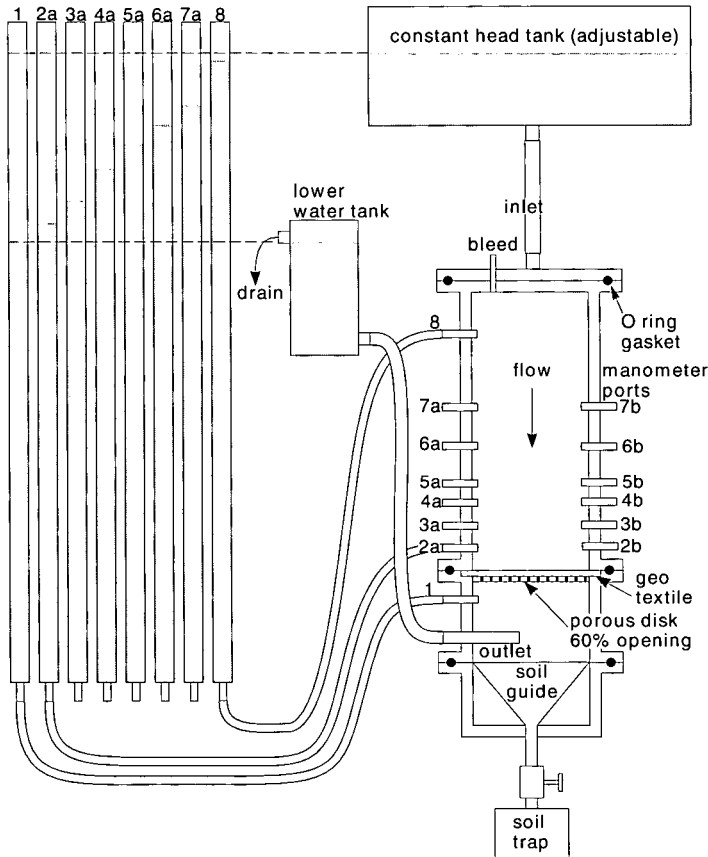 1 2a 3a 4a 5a 6a 7a 8
constant head tank (adjustable)
lower
water tank
inlet
bleed
drain
O ring
gasket
8
flow
manometer
ports
7a
7b
6a
6b
5a
5b
4a
4b
3a
3b
2a
2b
geo
textile
1
porous disk
60% opening
outlet
soil
guide
soil
trap